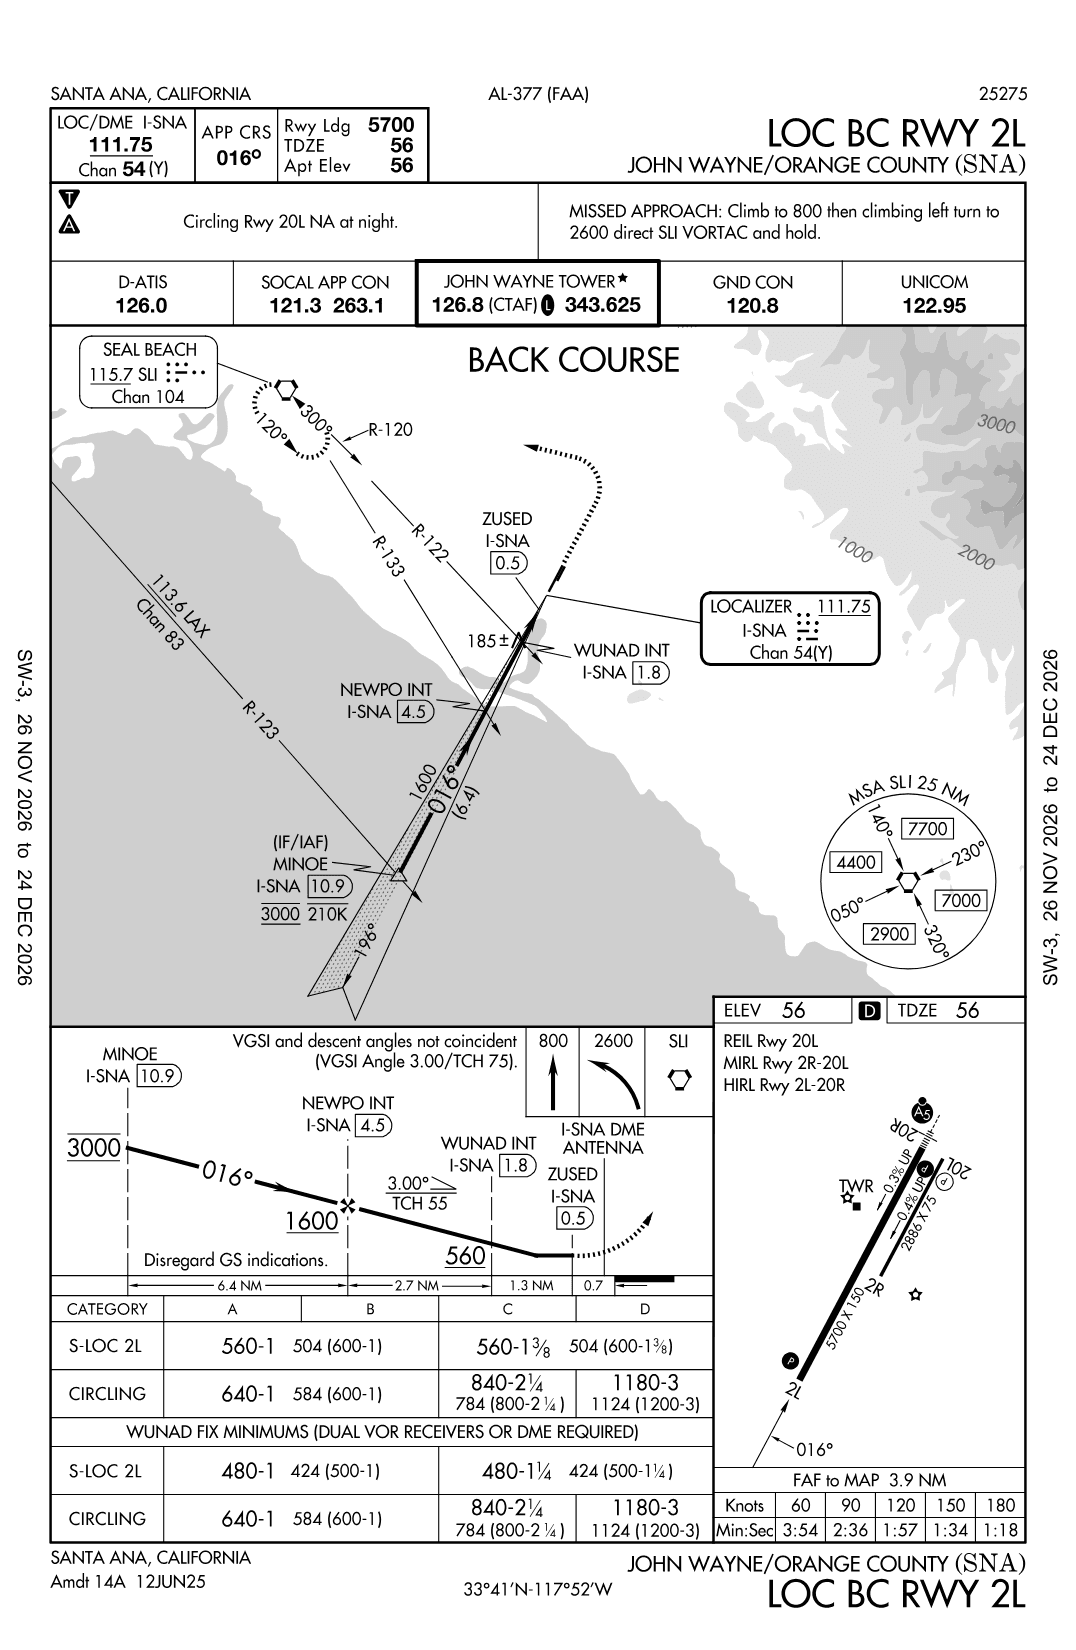 SANTA ANA, CALIFORNIA
AL-377 (FAA)
25275
LOC/DME I-SNA
111.75
Chan 54 (Y)
APP CRS
016°
Rwy Ldg 5700
TDZE 56
Apt Elev 56
LOC BC RWY 2L
JOHN WAYNE/ORANGE COUNTY (SNA)
T
A
Circling Rwy 20L NA at night.
MISSED APPROACH: Climb to 800 then climbing left turn to
2600 direct SLI VORTAC and hold.
D-ATIS
126.0
SOCAL APP CON
121.3 263.1
JOHN WAYNE TOWER★
126.8 (CTAF) L 343.625
GND CON
120.8
UNICOM
122.95
SEAL BEACH
115.7 SLI
Chan 104
BACK COURSE
300°
120°
R-120
R-122
R-133
3000
1000
2000
ZUSED
I-SNA
0.5
113.6 LAX
Chan 83
R-123
LOCALIZER 111.75
I-SNA
Chan 54(Y)
185±
WUNAD INT
I-SNA 1.8
NEWPO INT
I-SNA 4.5
1600
016°
(6.4)
(IF/IAF)
MINOE
I-SNA 10.9
3000 210K
196°
MSA SLI 25 NM
140°
7700
230°
4400
050°
7000
2900
320°
SW-3, 26 NOV 2026 to 24 DEC 2026
SW-3, 26 NOV 2026 to 24 DEC 2026
VGSI and descent angles not coincident
(VGSI Angle 3.00/TCH 75).
800
2600
SLI
MINOE
I-SNA 10.9
NEWPO INT
I-SNA 4.5
WUNAD INT
I-SNA 1.8
I-SNA DME
ANTENNA
ZUSED
I-SNA
0.5
3000
016°
1600
3.00°
TCH 55
560
Disregard GS indications.
6.4 NM
2.7 NM
1.3 NM
0.7
ELEV 56
D
TDZE 56
REIL Rwy 20L
MIRL Rwy 2R-20L
HIRL Rwy 2L-20R
A5
20R
20L
0.3% UP
P
P
TWR
0.4% UP
2886 X 75
2R
5700 X 150
P
2L
016°
CATEGORY A B C D
S-LOC 2L 560-1 504 (600-1) 560-1⅜ 504 (600-1⅜)
CIRCLING 640-1 584 (600-1) 840-2¼ 784 (800-2¼) 1180-3 1124 (1200-3)
WUNAD FIX MINIMUMS (DUAL VOR RECEIVERS OR DME REQUIRED)
S-LOC 2L 480-1 424 (500-1) 480-1¼ 424 (500-1¼)
CIRCLING 640-1 584 (600-1) 840-2¼ 784 (800-2¼) 1180-3 1124 (1200-3)
FAF to MAP 3.9 NM
Knots 60 90 120 150 180
Min:Sec 3:54 2:36 1:57 1:34 1:18
SANTA ANA, CALIFORNIA
Amdt 14A 12JUN25
33°41'N-117°52'W
JOHN WAYNE/ORANGE COUNTY (SNA)
LOC BC RWY 2L